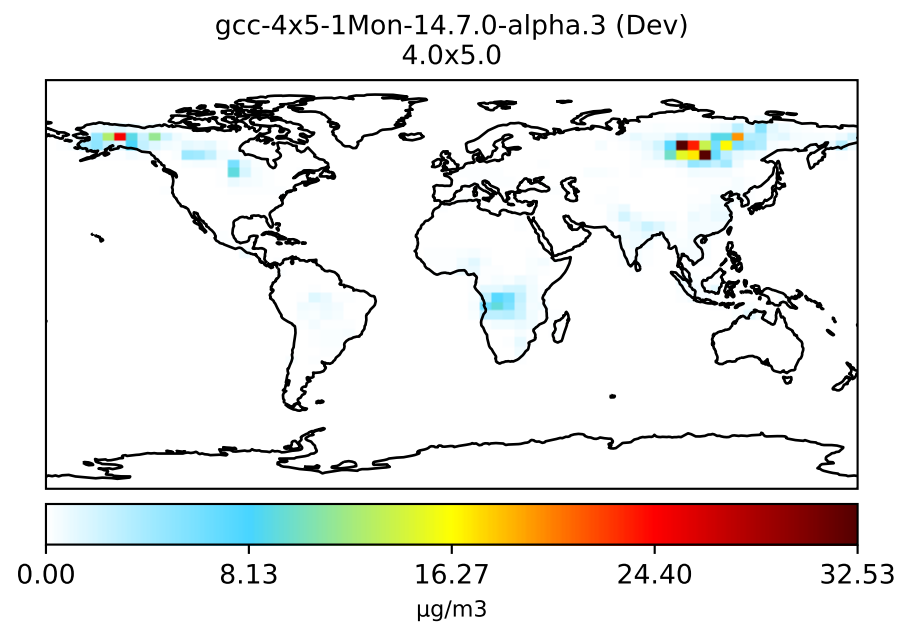 gcc-4x5-1Mon-14.7.0-alpha.3 (Dev)
4.0x5.0
0.00 8.13 16.27 24.40 32.53
μg/m3